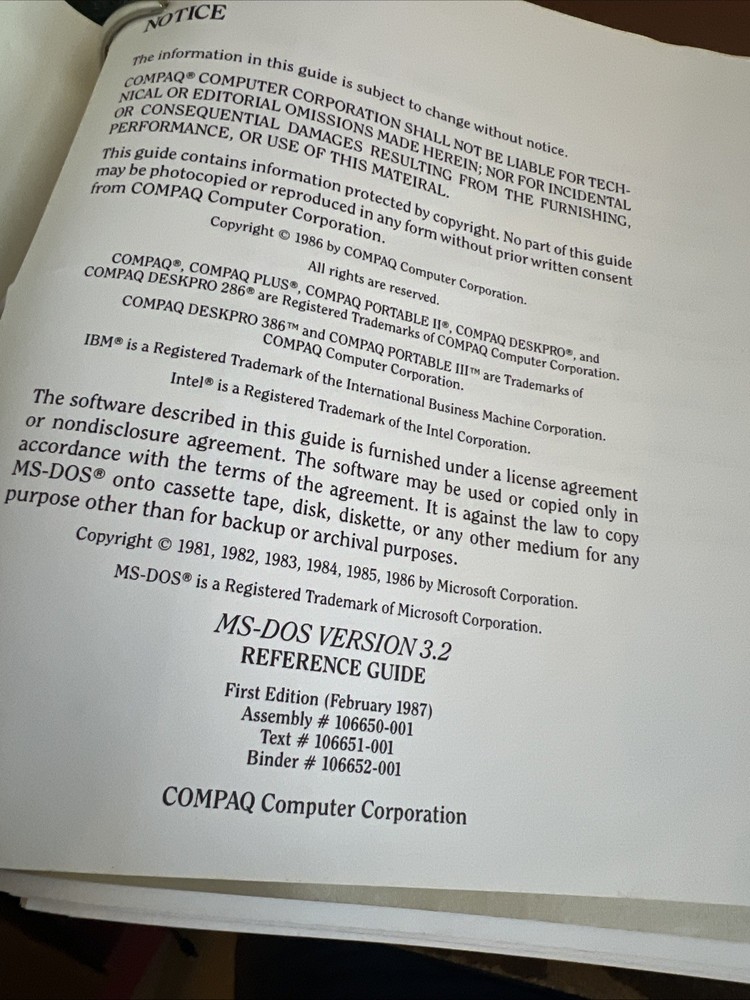 NOTICE
The information in this guide is subject to change without notice.
COMPAQ® COMPUTER CORPORATION SHALL NOT BE LIABLE FOR TECH-
NICAL OR EDITORIAL OMISSIONS MADE HEREIN; NOR FOR INCIDENTAL
OR CONSEQUENTIAL DAMAGES RESULTING FROM THE FURNISHING,
PERFORMANCE, OR USE OF THIS MATEIRAL.
This guide contains information protected by copyright. No part of this guide
may be photocopied or reproduced in any form without prior written consent
from COMPAQ Computer Corporation.
Copyright © 1986 by COMPAQ Computer Corporation.
All rights are reserved.
COMPAQ®, COMPAQ PLUS®, COMPAQ PORTABLE II®, COMPAQ DESKPRO®, and
COMPAQ DESKPRO 286® are Registered Trademarks of COMPAQ Computer Corporation.
COMPAQ DESKPRO 386™ and COMPAQ PORTABLE III™ are Trademarks of
COMPAQ Computer Corporation.
IBM® is a Registered Trademark of the International Business Machine Corporation.
Intel® is a Registered Trademark of the Intel Corporation.
The software described in this guide is furnished under a license agreement
or nondisclosure agreement. The software may be used or copied only in
accordance with the terms of the agreement. It is against the law to copy
MS-DOS® onto cassette tape, disk, diskette, or any other medium for any
purpose other than for backup or archival purposes.
Copyright © 1981, 1982, 1983, 1984, 1985, 1986 by Microsoft Corporation.
MS-DOS® is a Registered Trademark of Microsoft Corporation.
MS-DOS VERSION 3.2
REFERENCE GUIDE
First Edition (February 1987)
Assembly # 106650-001
Text # 106651-001
Binder # 106652-001
COMPAQ Computer Corporation